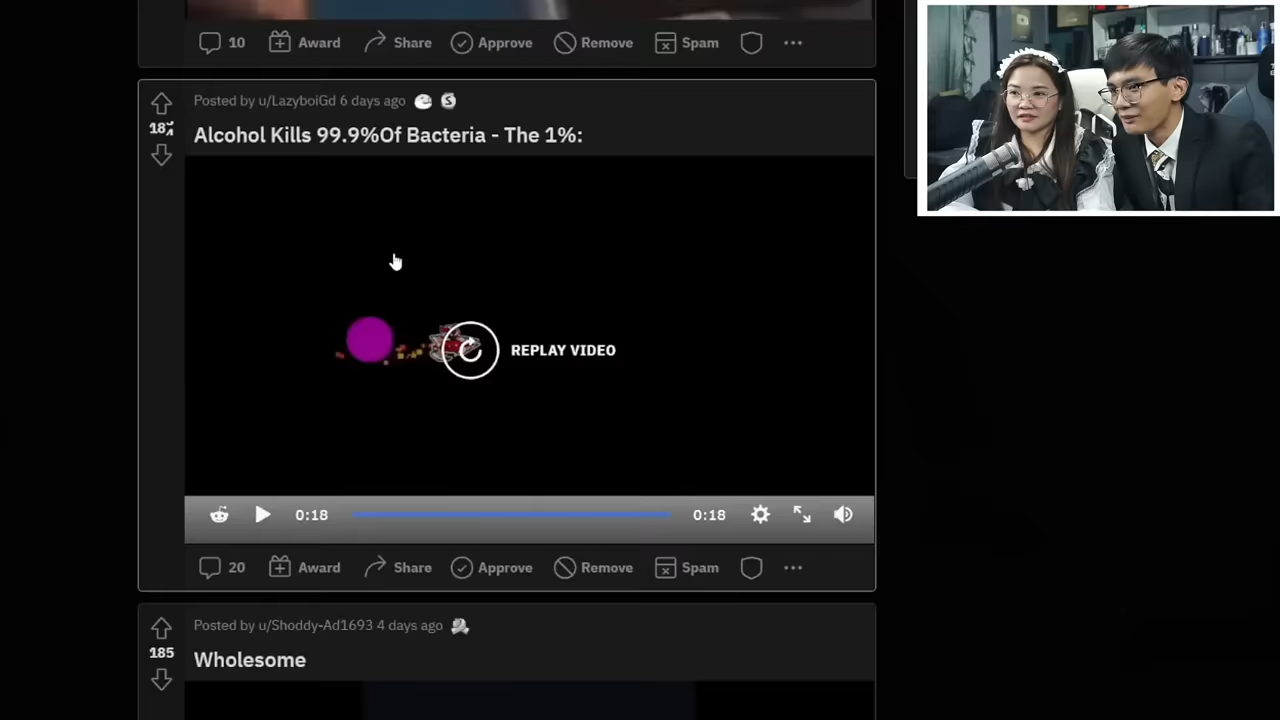 10 Award Share Approve Remove Spam
Posted by u/LazyboiGd 6 days ago
Alcohol Kills 99.9%Of Bacteria - The 1%:
REPLAY VIDEO
0:18 0:18
20 Award Share Approve Remove Spam
Posted by u/Shoddy-Ad1693 4 days ago
185
Wholesome